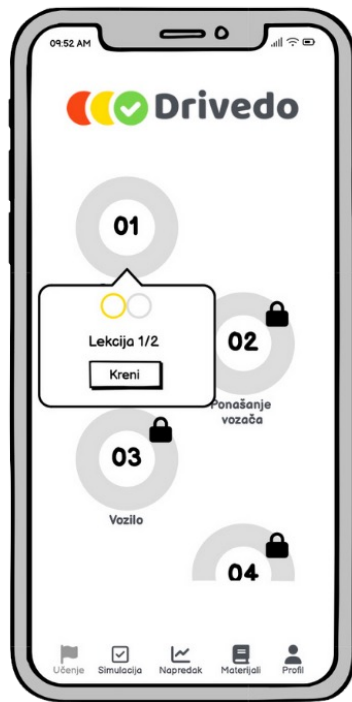 09.52 AM
Drivedo
01
Lekcija 1/2
Kreni
02
Ponašanje
vozača
03
Vozilo
04
Učenje Simulacija Napredak Materijali Profil